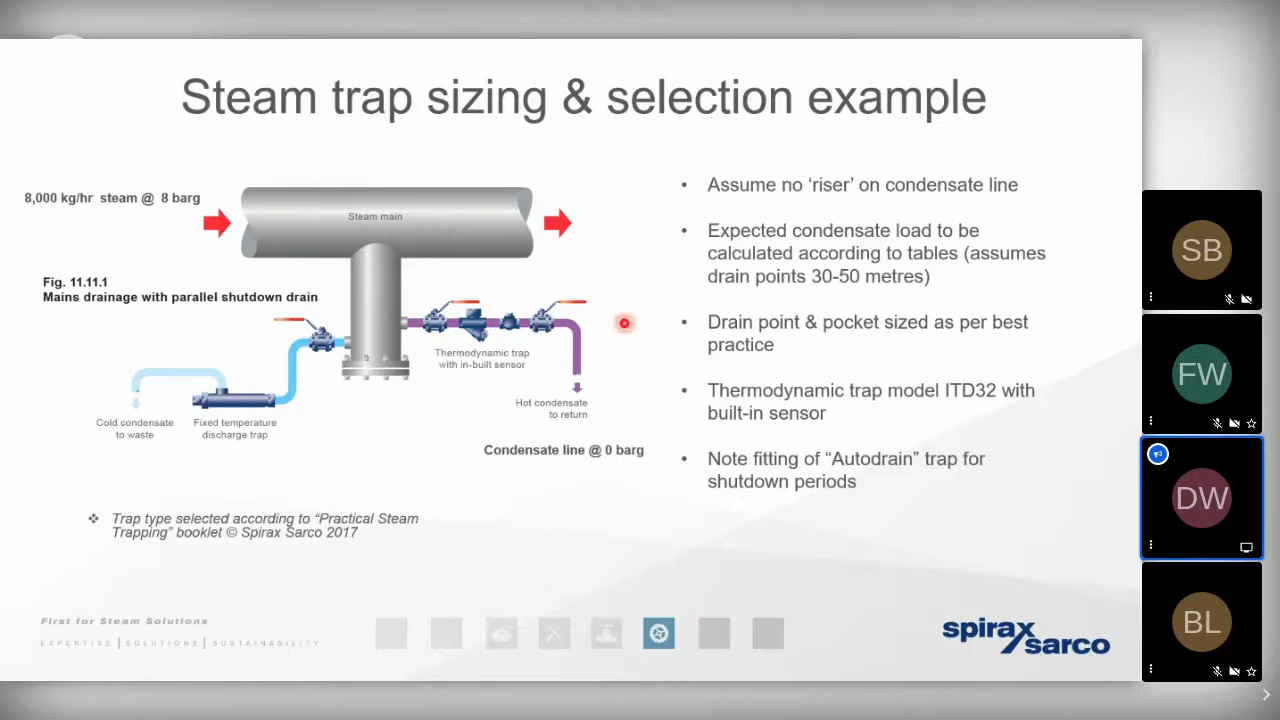 Steam trap sizing & selection example
8,000 kg/hr steam @ 8 barg
Steam main
Fig. 11.11.1
Mains drainage with parallel shutdown drain
Thermodynamic trap
with in-built sensor
Hot condensate
to return
Cold condensate
to waste
Fixed temperature
discharge trap
Condensate line @ 0 barg
❖ Trap type selected according to “Practical Steam
Trapping” booklet © Spirax Sarco 2017
• Assume no ‘riser’ on condensate line
• Expected condensate load to be
calculated according to tables (assumes
drain points 30-50 metres)
• Drain point & pocket sized as per best
practice
• Thermodynamic trap model ITD32 with
built-in sensor
• Note fitting of “Autodrain” trap for
shutdown periods
First for Steam Solutions
EXPERTISE | SOLUTIONS | SUSTAINABILITY
spirax
sarco
SB
FW
DW
BL